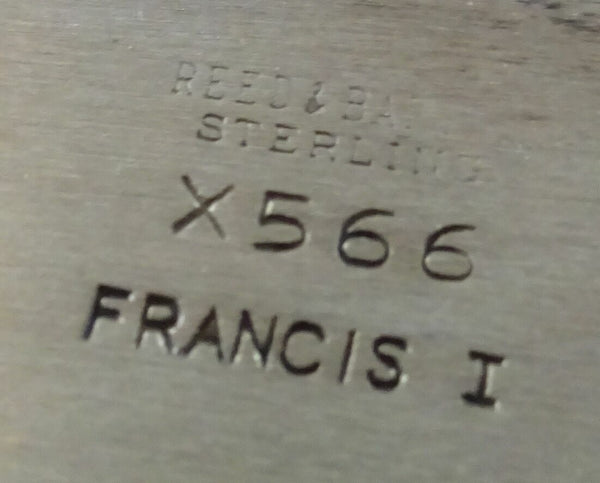 REED & BA
STERLING
X566
FRANCIS I